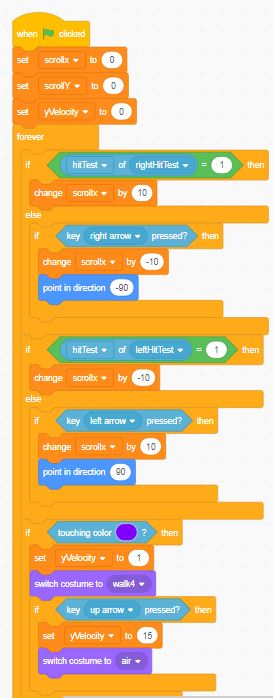 when clicked
set scrollx to 0
set scrollY to 0
set yVelocity to 0
forever
if hitTest of rightHitTest = 1 then
change scrollx by 10
else
if key right arrow pressed? then
change scrollx by -10
point in direction -90
if hitTest of leftHitTest = 1 then
change scrollx by -10
else
if key left arrow pressed? then
change scrollx by 10
point in direction 90
if touching color ? then
set yVelocity to 1
switch costume to walk4
if key up arrow pressed? then
set yVelocity to 15
switch costume to air